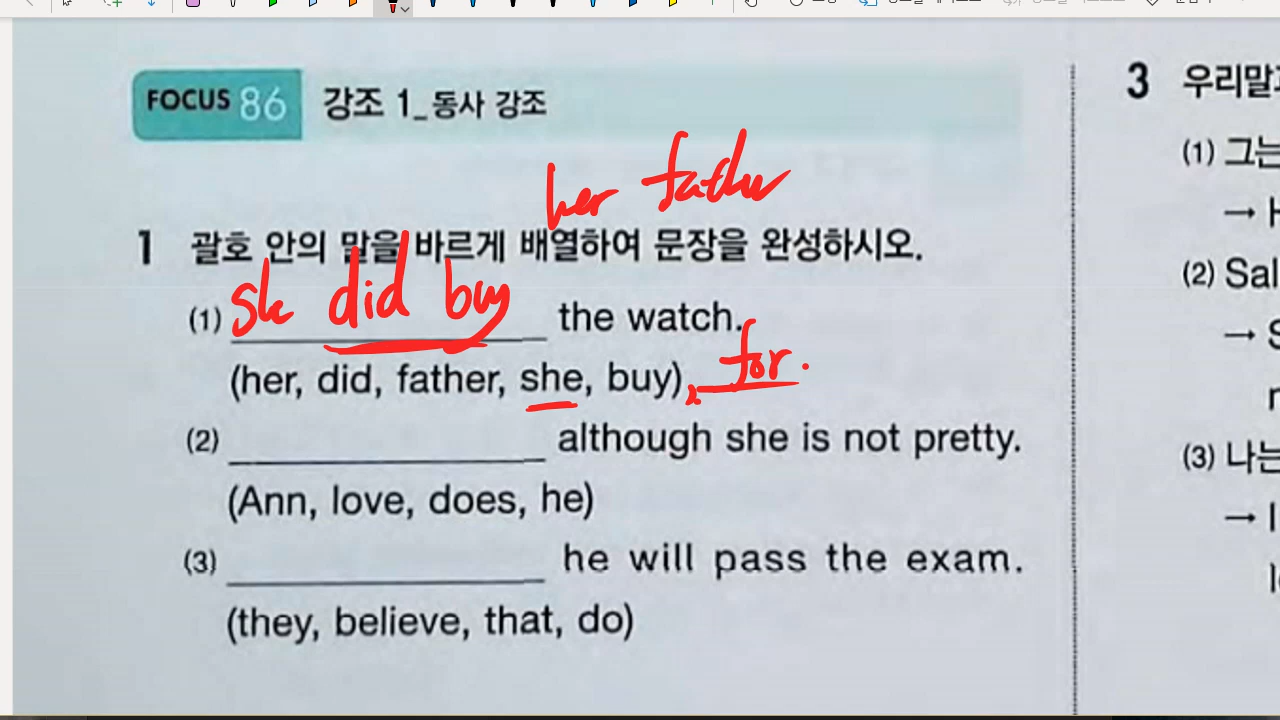 FOCUS 86 강조 1_동사 강조
her father
1 괄호 안의 말을 바르게 배열하여 문장을 완성하시오.
she did buy
(1) the watch.
(her, did, father, she, buy), for.
(2) although she is not pretty.
(Ann, love, does, he)
(3) he will pass the exam.
(they, believe, that, do)
3 우리말
(1) 그는
→ H
(2) Sal
→ S
(3) 나는
→ I